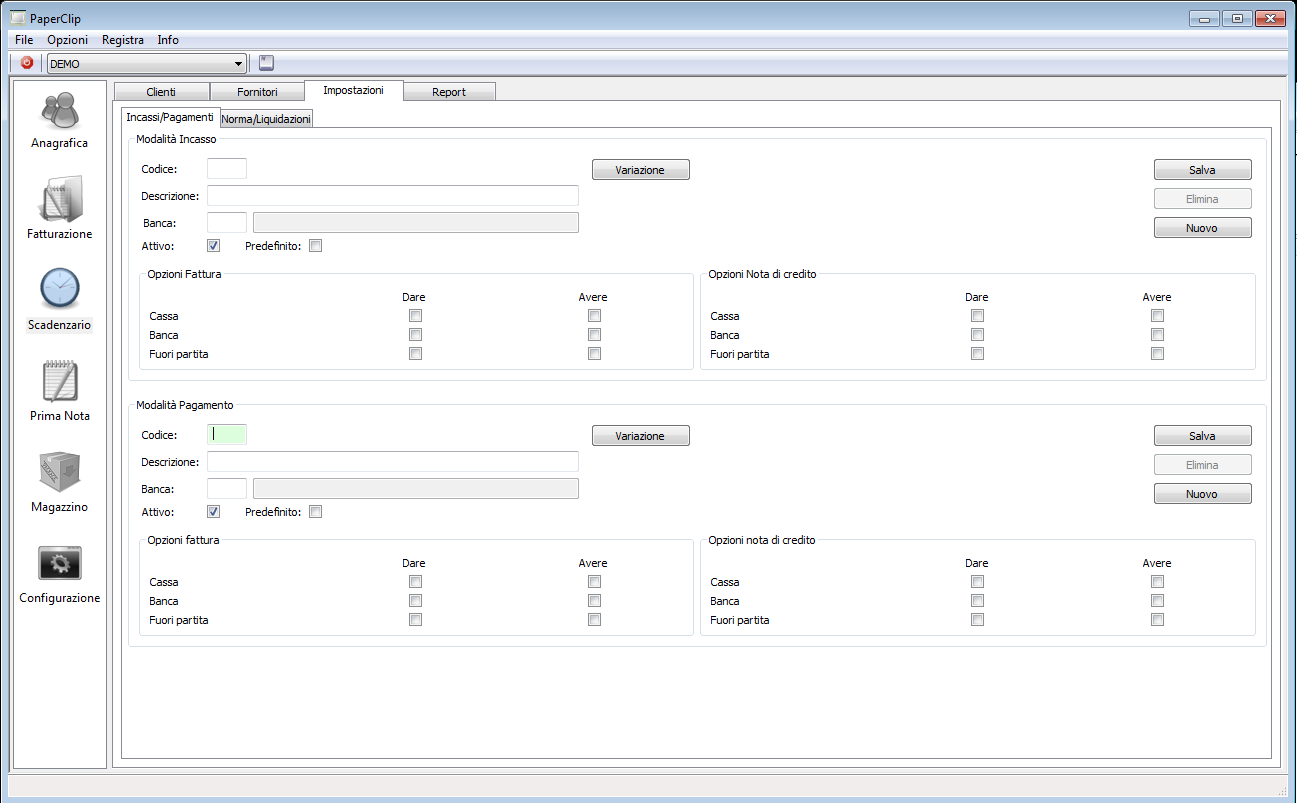 PaperClip
File Opzioni Registra Info
DEMO
Anagrafica
Fatturazione
Scadenzario
Prima Nota
Magazzino
Configurazione
Clienti Fornitori Impostazioni Report
Incassi/Pagamenti Norma/Liquidazioni
Modalità Incasso
Codice: Variazione Salva
Descrizione: Elimina
Banca: Nuovo
Attivo: Predefinito:
Opzioni Fattura
Dare Avere
Cassa
Banca
Fuori partita
Opzioni Nota di credito
Dare Avere
Cassa
Banca
Fuori partita
Modalità Pagamento
Codice: Variazione Salva
Descrizione: Elimina
Banca: Nuovo
Attivo: Predefinito:
Opzioni fattura
Dare Avere
Cassa
Banca
Fuori partita
Opzioni nota di credito
Dare Avere
Cassa
Banca
Fuori partita